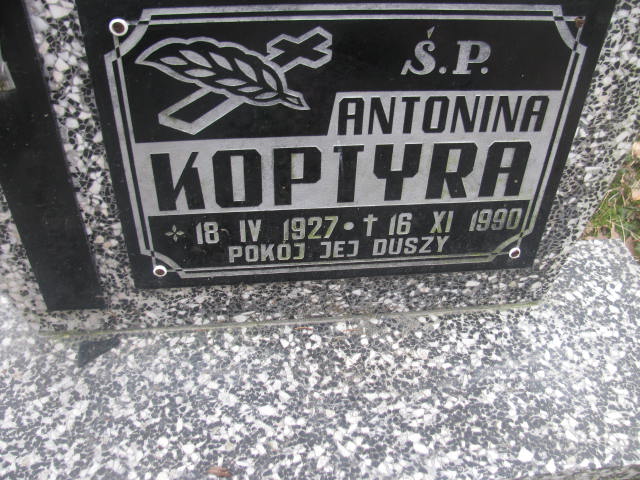 Ś.P.
ANTONINA
KOPTYRA
* 18 IV 1927 • † 16 XI 1990
POKÓJ JEJ DUSZY